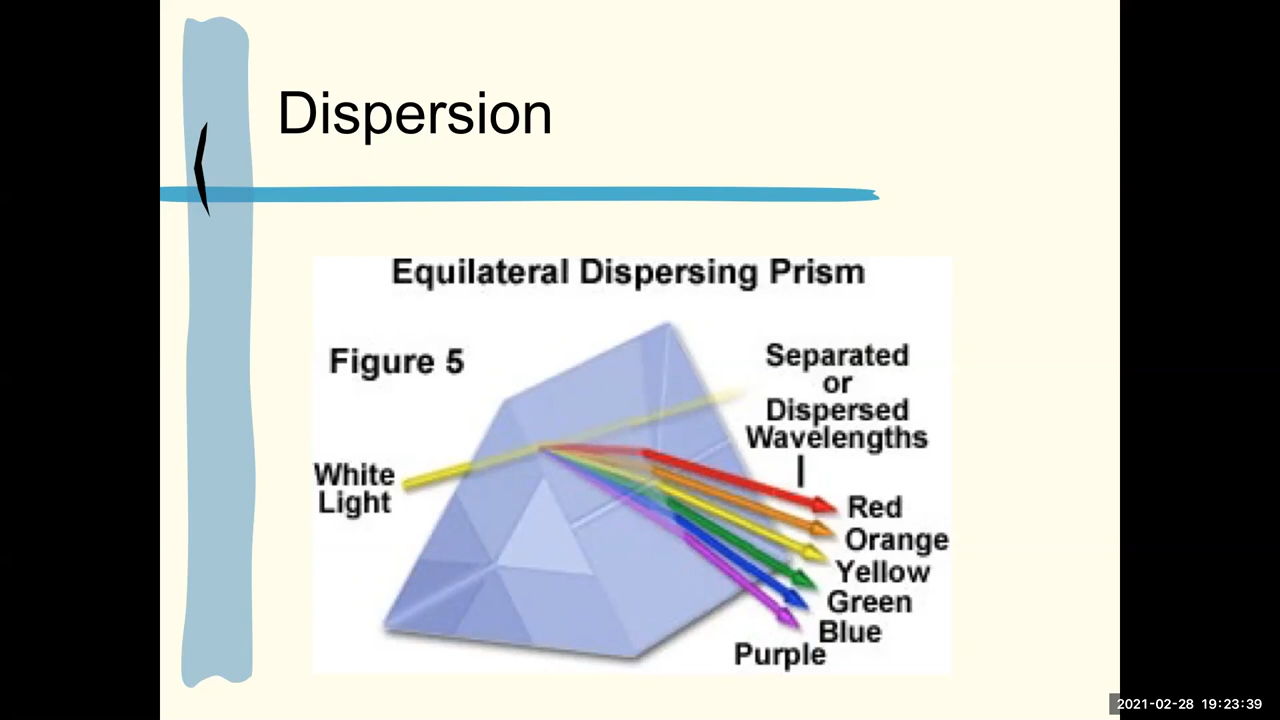 Dispersion
Equilateral Dispersing Prism
Figure 5
Separated
or
Dispersed
Wavelengths
White
Light
Red
Orange
Yellow
Green
Blue
Purple
2021-02-28 19:23:39